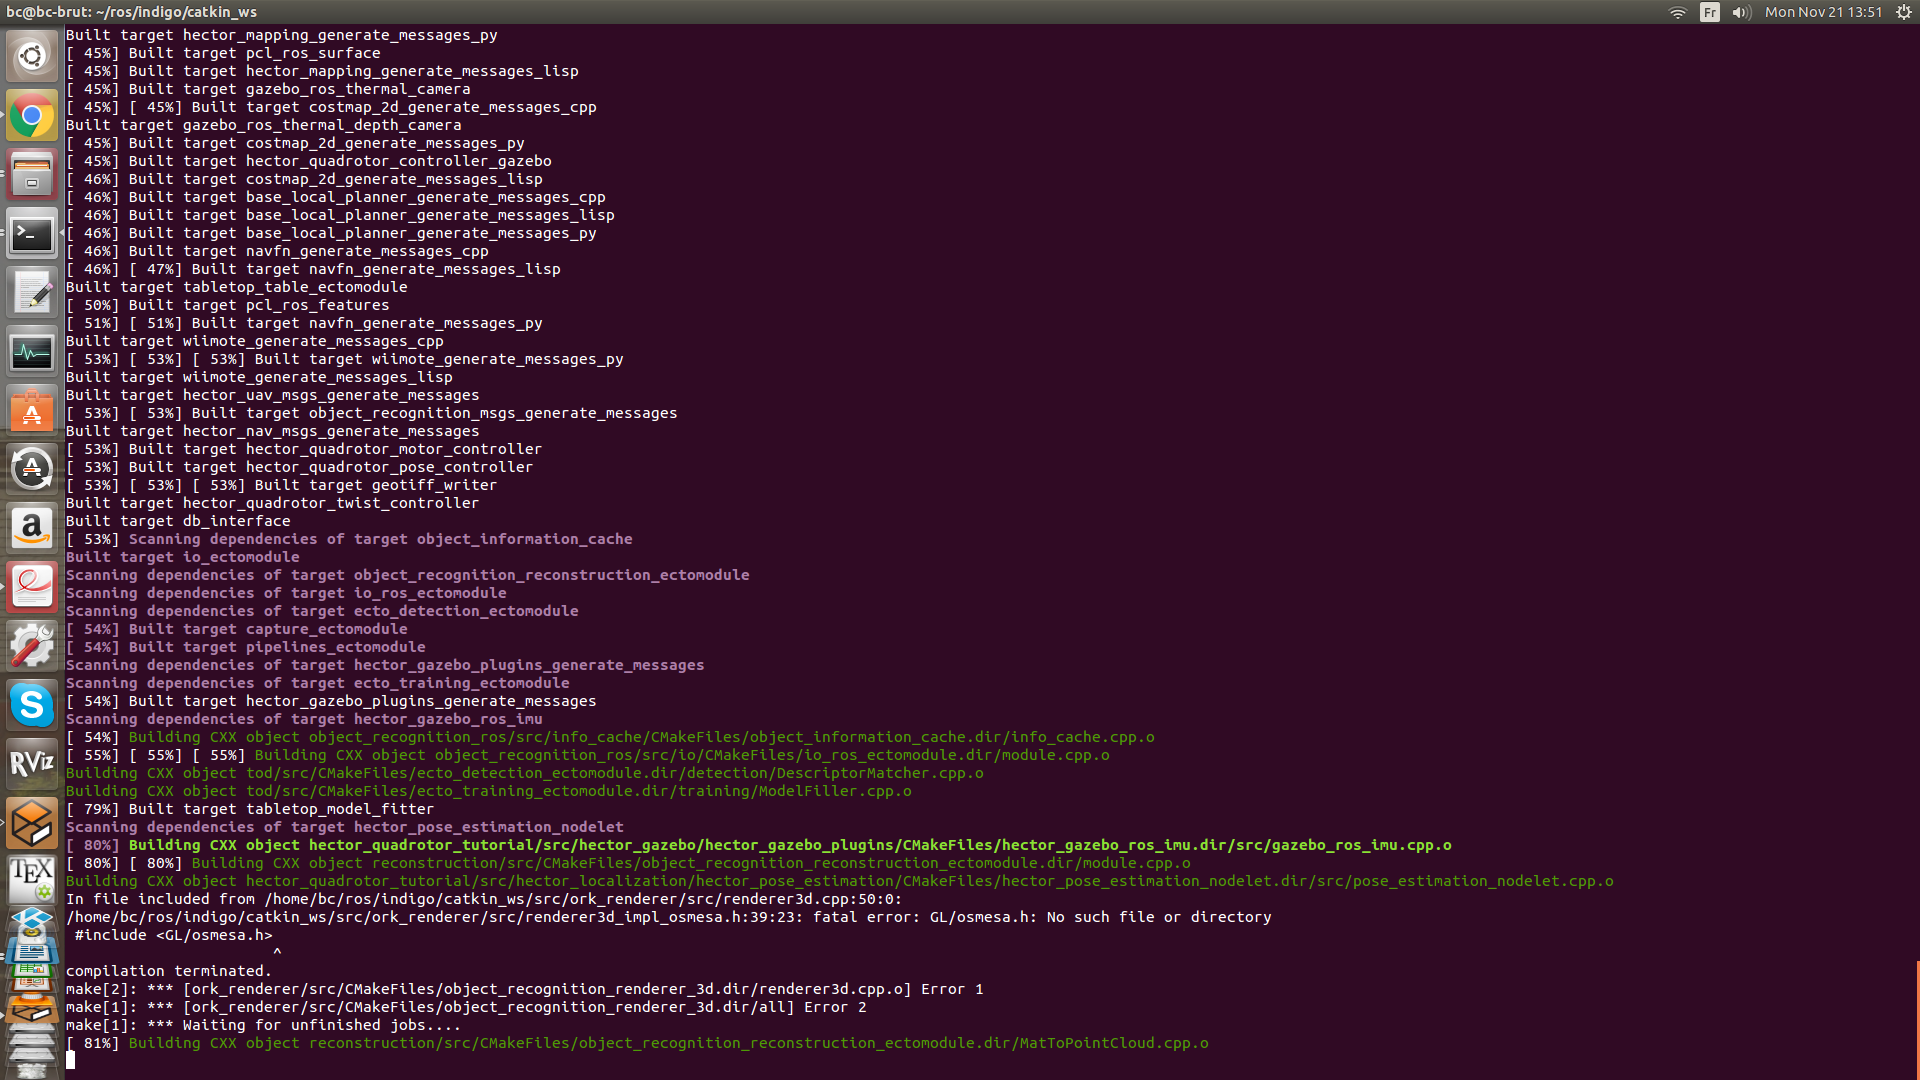 bc@bc-brut: ~/ros/indigo/catkin_ws
Fr
Mon Nov 21 13:51
Built target hector_mapping_generate_messages_py
[ 45%] Built target pcl_ros_surface
[ 45%] Built target hector_mapping_generate_messages_lisp
[ 45%] Built target gazebo_ros_thermal_camera
[ 45%] [ 45%] Built target costmap_2d_generate_messages_cpp
Built target gazebo_ros_thermal_depth_camera
[ 45%] Built target costmap_2d_generate_messages_py
[ 45%] Built target hector_quadrotor_controller_gazebo
[ 46%] Built target costmap_2d_generate_messages_lisp
[ 46%] Built target base_local_planner_generate_messages_cpp
[ 46%] Built target base_local_planner_generate_messages_lisp
[ 46%] Built target base_local_planner_generate_messages_py
[ 46%] Built target navfn_generate_messages_cpp
[ 46%] [ 47%] Built target navfn_generate_messages_lisp
Built target tabletop_table_ectomodule
[ 50%] Built target pcl_ros_features
[ 51%] [ 51%] Built target navfn_generate_messages_py
Built target wiimote_generate_messages_cpp
[ 53%] [ 53%] [ 53%] Built target wiimote_generate_messages_py
Built target wiimote_generate_messages_lisp
Built target hector_uav_msgs_generate_messages
[ 53%] [ 53%] Built target object_recognition_msgs_generate_messages
Built target hector_nav_msgs_generate_messages
[ 53%] Built target hector_quadrotor_motor_controller
[ 53%] Built target hector_quadrotor_pose_controller
[ 53%] [ 53%] [ 53%] Built target geotiff_writer
Built target hector_quadrotor_twist_controller
Built target db_interface
[ 53%] Scanning dependencies of target object_information_cache
Built target io_ectomodule
Scanning dependencies of target object_recognition_reconstruction_ectomodule
Scanning dependencies of target io_ros_ectomodule
Scanning dependencies of target ecto_detection_ectomodule
[ 54%] Built target capture_ectomodule
[ 54%] Built target pipelines_ectomodule
Scanning dependencies of target hector_gazebo_plugins_generate_messages
Scanning dependencies of target ecto_training_ectomodule
[ 54%] Built target hector_gazebo_plugins_generate_messages
Scanning dependencies of target hector_gazebo_ros_imu
[ 54%] Building CXX object object_recognition_ros/src/info_cache/CMakeFiles/object_information_cache.dir/info_cache.cpp.o
[ 55%] [ 55%] [ 55%] Building CXX object object_recognition_ros/src/io/CMakeFiles/io_ros_ectomodule.dir/module.cpp.o
Building CXX object tod/src/CMakeFiles/ecto_detection_ectomodule.dir/detection/DescriptorMatcher.cpp.o
Building CXX object tod/src/CMakeFiles/ecto_training_ectomodule.dir/training/ModelFiller.cpp.o
[ 79%] Built target tabletop_model_fitter
Scanning dependencies of target hector_pose_estimation_nodelet
[ 80%] Building CXX object hector_quadrotor_tutorial/src/hector_gazebo/hector_gazebo_plugins/CMakeFiles/hector_gazebo_ros_imu.dir/src/gazebo_ros_imu.cpp.o
[ 80%] [ 80%] Building CXX object reconstruction/src/CMakeFiles/object_recognition_reconstruction_ectomodule.dir/module.cpp.o
Building CXX object hector_quadrotor_tutorial/src/hector_localization/hector_pose_estimation/CMakeFiles/hector_pose_estimation_nodelet.dir/src/pose_estimation_nodelet.cpp.o
In file included from /home/bc/ros/indigo/catkin_ws/src/ork_renderer/src/renderer3d.cpp:50:0:
/home/bc/ros/indigo/catkin_ws/src/ork_renderer/src/renderer3d_impl_osmesa.h:39:23: fatal error: GL/osmesa.h: No such file or directory
 #include <GL/osmesa.h>
^
compilation terminated.
make[2]: *** [ork_renderer/src/CMakeFiles/object_recognition_renderer_3d.dir/renderer3d.cpp.o] Error 1
make[1]: *** [ork_renderer/src/CMakeFiles/object_recognition_renderer_3d.dir/all] Error 2
make[1]: *** Waiting for unfinished jobs....
[ 81%] Building CXX object reconstruction/src/CMakeFiles/object_recognition_reconstruction_ectomodule.dir/MatToPointCloud.cpp.o
a
S
RViz
TEX